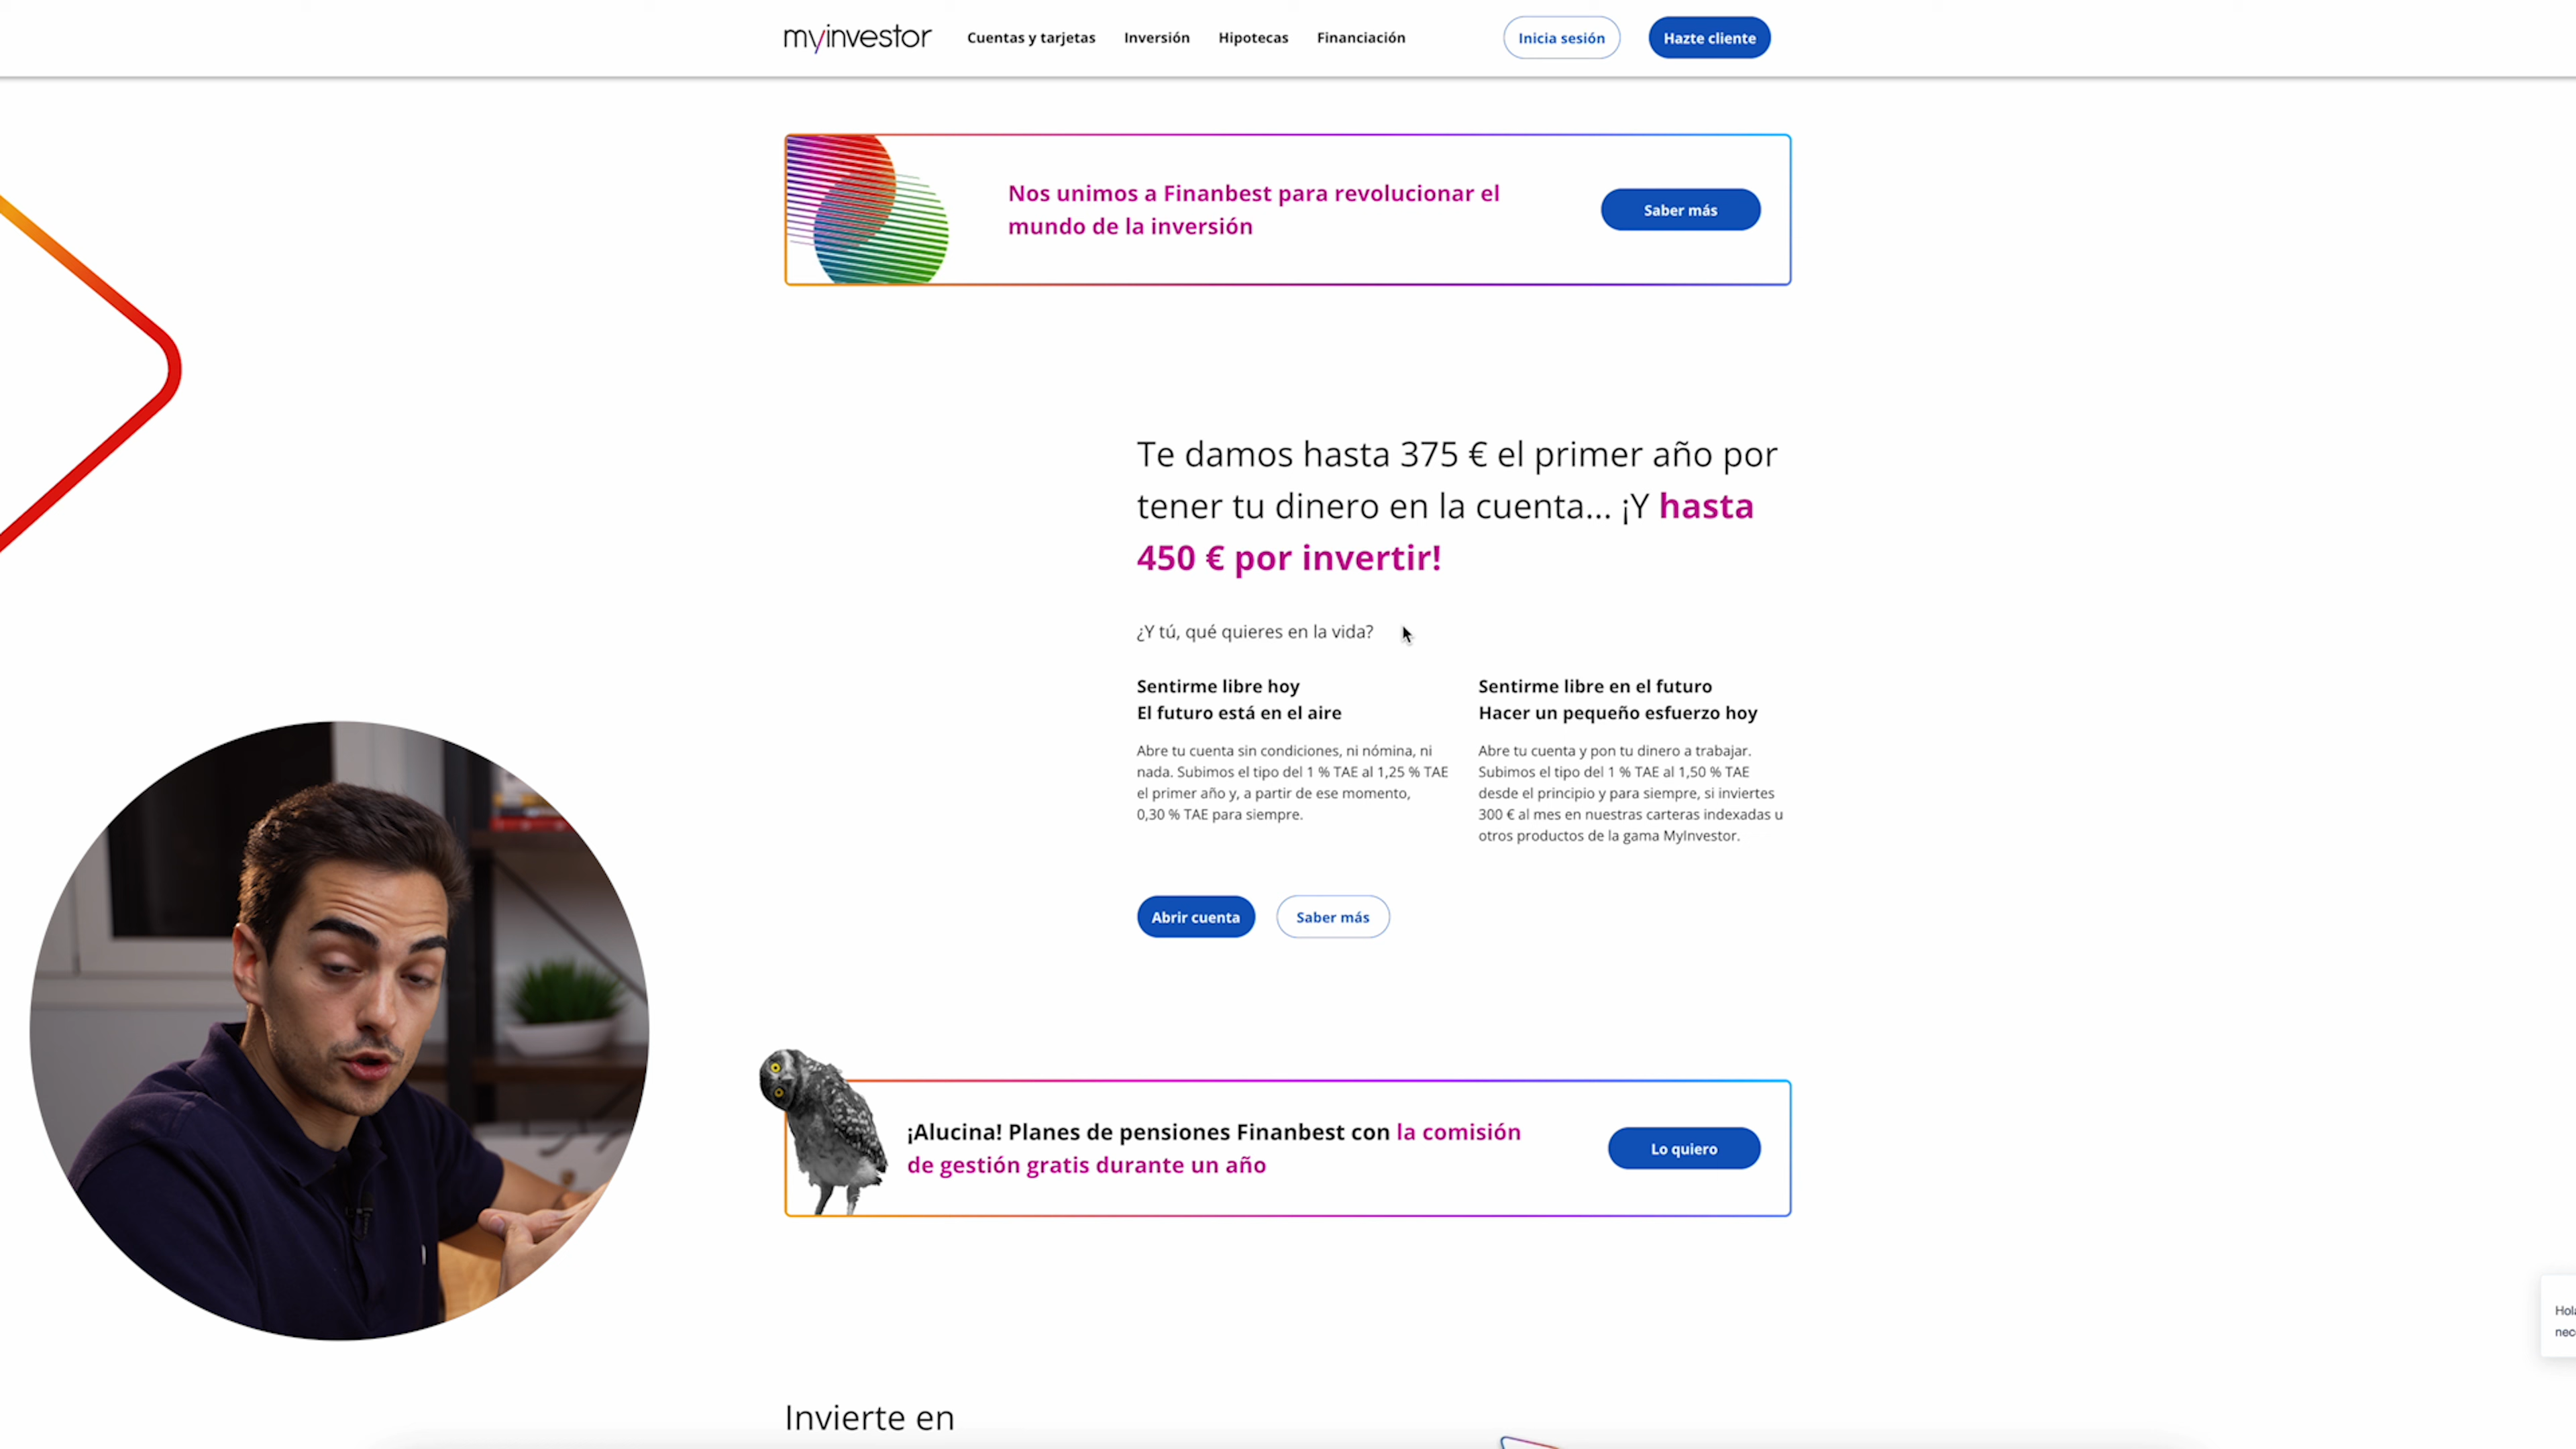 myinvestor
Cuentas y tarjetas
Inversión
Hipotecas
Financiación
Inicia sesión
Hazte cliente
Nos unimos a Finanbest para revolucionar el
mundo de la inversión
Saber más
Te damos hasta 375 € el primer año por
tener tu dinero en la cuenta... ¡Y hasta
450 € por invertir!
¿Y tú, qué quieres en la vida?
Sentirme libre hoy
El futuro está en el aire
Abre tu cuenta sin condiciones, ni nómina, ni
nada. Subimos el tipo del 1 % TAE al 1,25 % TAE
el primer año y, a partir de ese momento,
0,30 % TAE para siempre.
Sentirme libre en el futuro
Hacer un pequeño esfuerzo hoy
Abre tu cuenta y pon tu dinero a trabajar.
Subimos el tipo del 1 % TAE al 1,50 % TAE
desde el principio y para siempre, si inviertes
300 € al mes en nuestras carteras indexadas u
otros productos de la gama MyInvestor.
Abrir cuenta
Saber más
¡Alucina! Planes de pensiones Finanbest con la comisión
de gestión gratis durante un año
Lo quiero
Invierte en